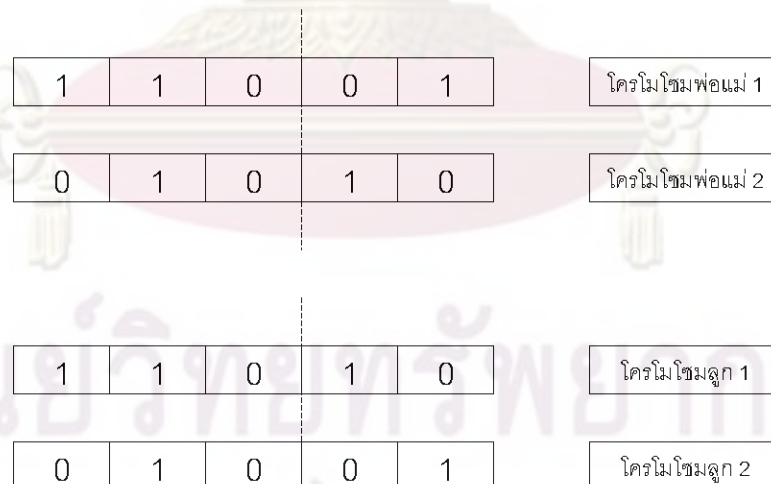 1 1 0 0 1 โครโมโซมพ่อแม่ 1
0 1 0 1 0 โครโมโซมพ่อแม่ 2
1 1 0 1 0 โครโมโซมลูก 1
0 1 0 0 1 โครโมโซมลูก 2